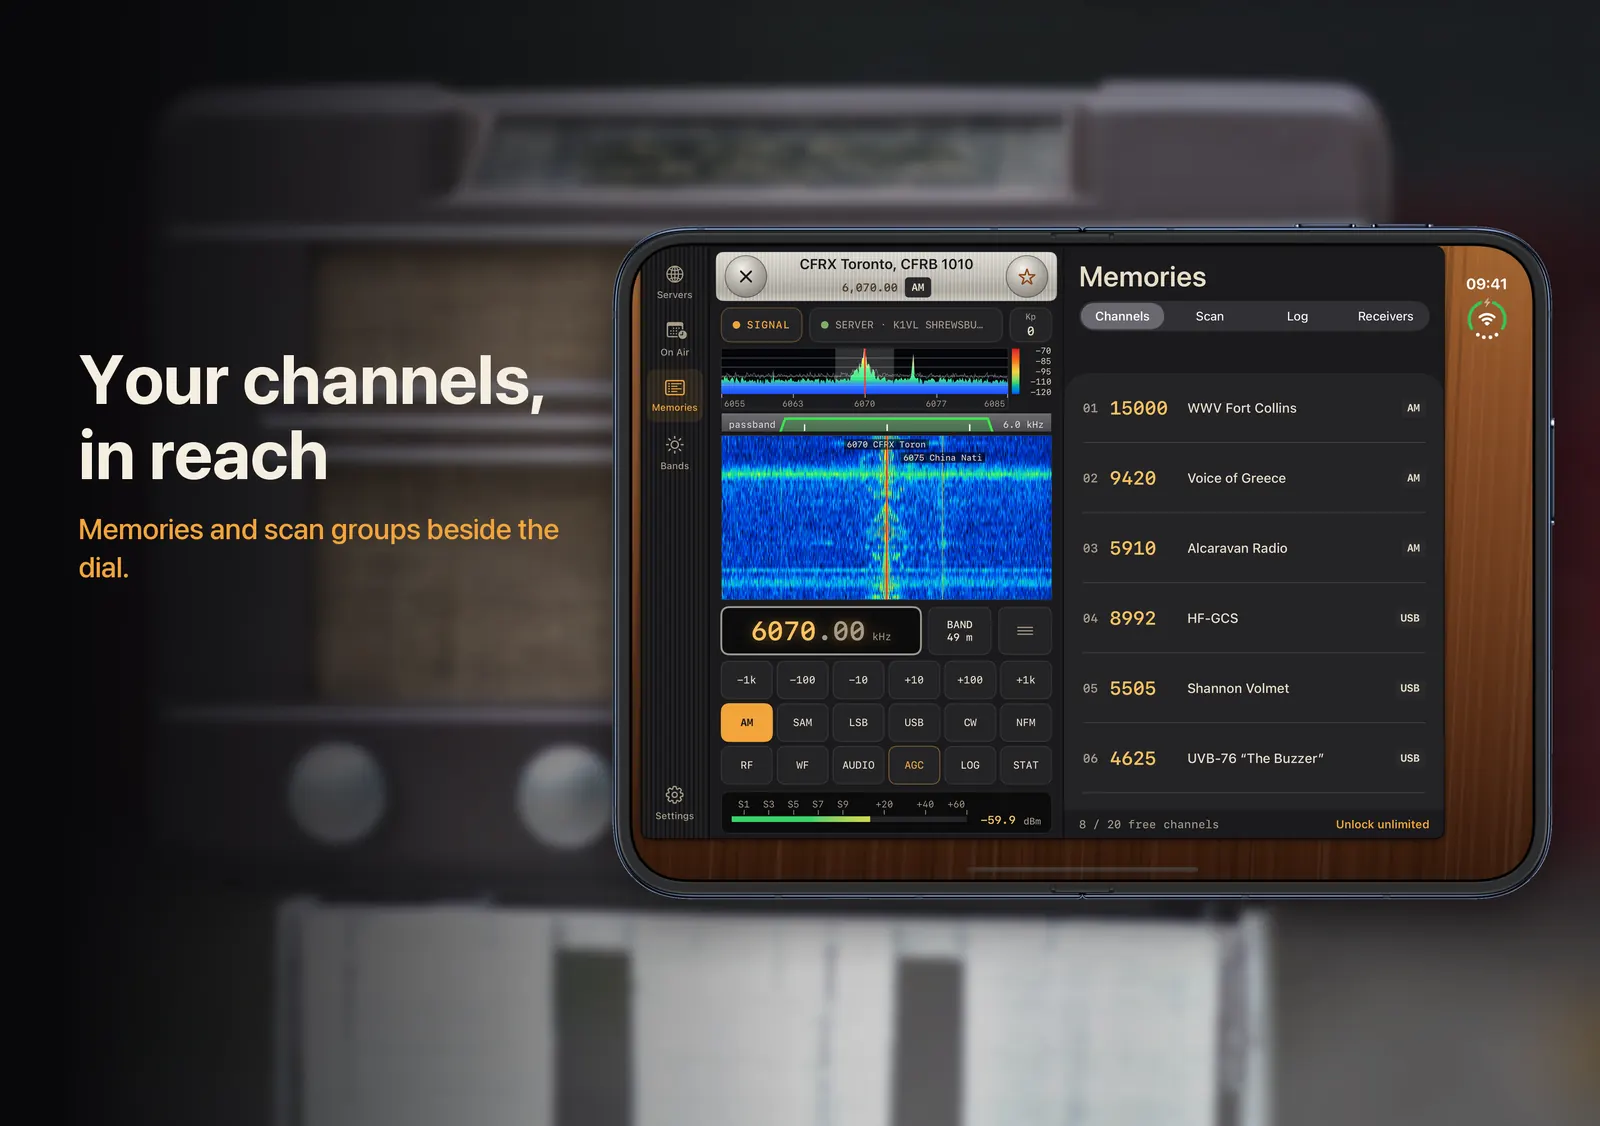 Your channels,
in reach
Memories and scan groups beside the
dial.
Servers
On Air
Memories
Bands
Settings
CFRX Toronto, CFRB 1010
6,070.00 AM
SIGNAL
SERVER · K1VL SHREWSBU…
Kp
0
-70
-85
-95
-110
-120
6055 6063 6070 6077 6085
passband 6.0 kHz
6070 CFRX Toron
6075 China Nati
6070.00 kHz
BAND
49 m
-1k -100 -10 +10 +100 +1k
AM SAM LSB USB CW NFM
RF WF AUDIO AGC LOG STAT
S1 S3 S5 S7 S9 +20 +40 +60
-59.9 dBm
Memories
Channels Scan Log Receivers
01 15000 WWV Fort Collins AM
02 9420 Voice of Greece AM
03 5910 Alcaravan Radio AM
04 8992 HF-GCS USB
05 5505 Shannon Volmet USB
06 4625 UVB-76 “The Buzzer” USB
8 / 20 free channels Unlock unlimited
09:41